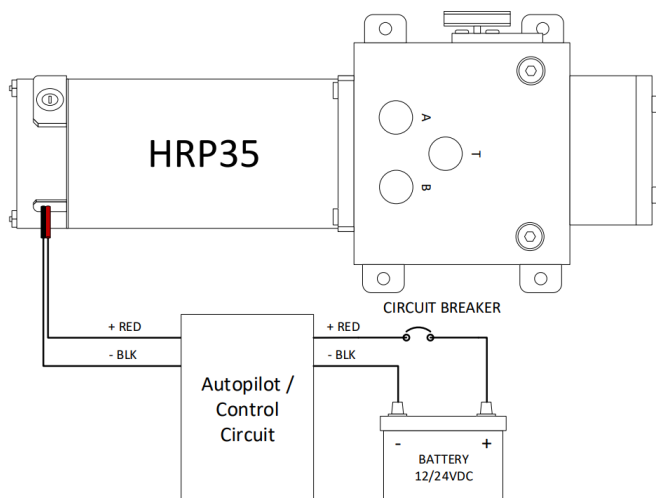 HRP35
A
T
B
CIRCUIT BREAKER
+ RED
+ RED
- BLK
- BLK
Autopilot /
Control
Circuit
- +
BATTERY
12/24VDC